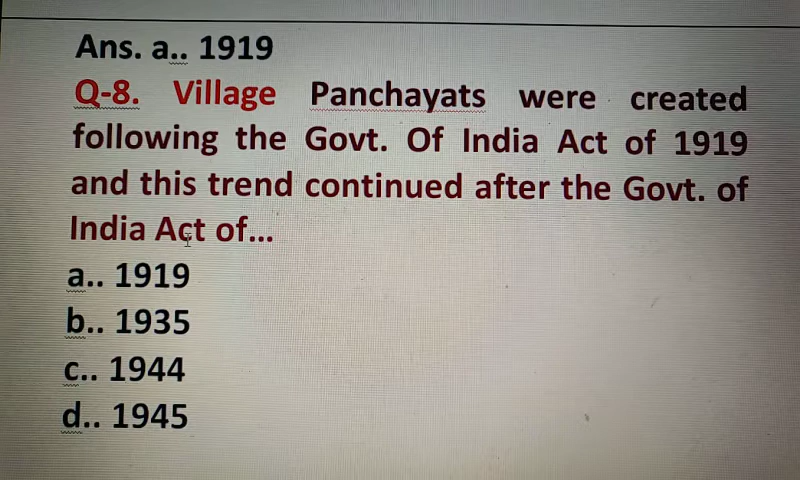 Ans. a.. 1919
Q-8. Village Panchayats were created
following the Govt. Of India Act of 1919
and this trend continued after the Govt. of
India Act of...
a.. 1919
b.. 1935
c.. 1944
d.. 1945